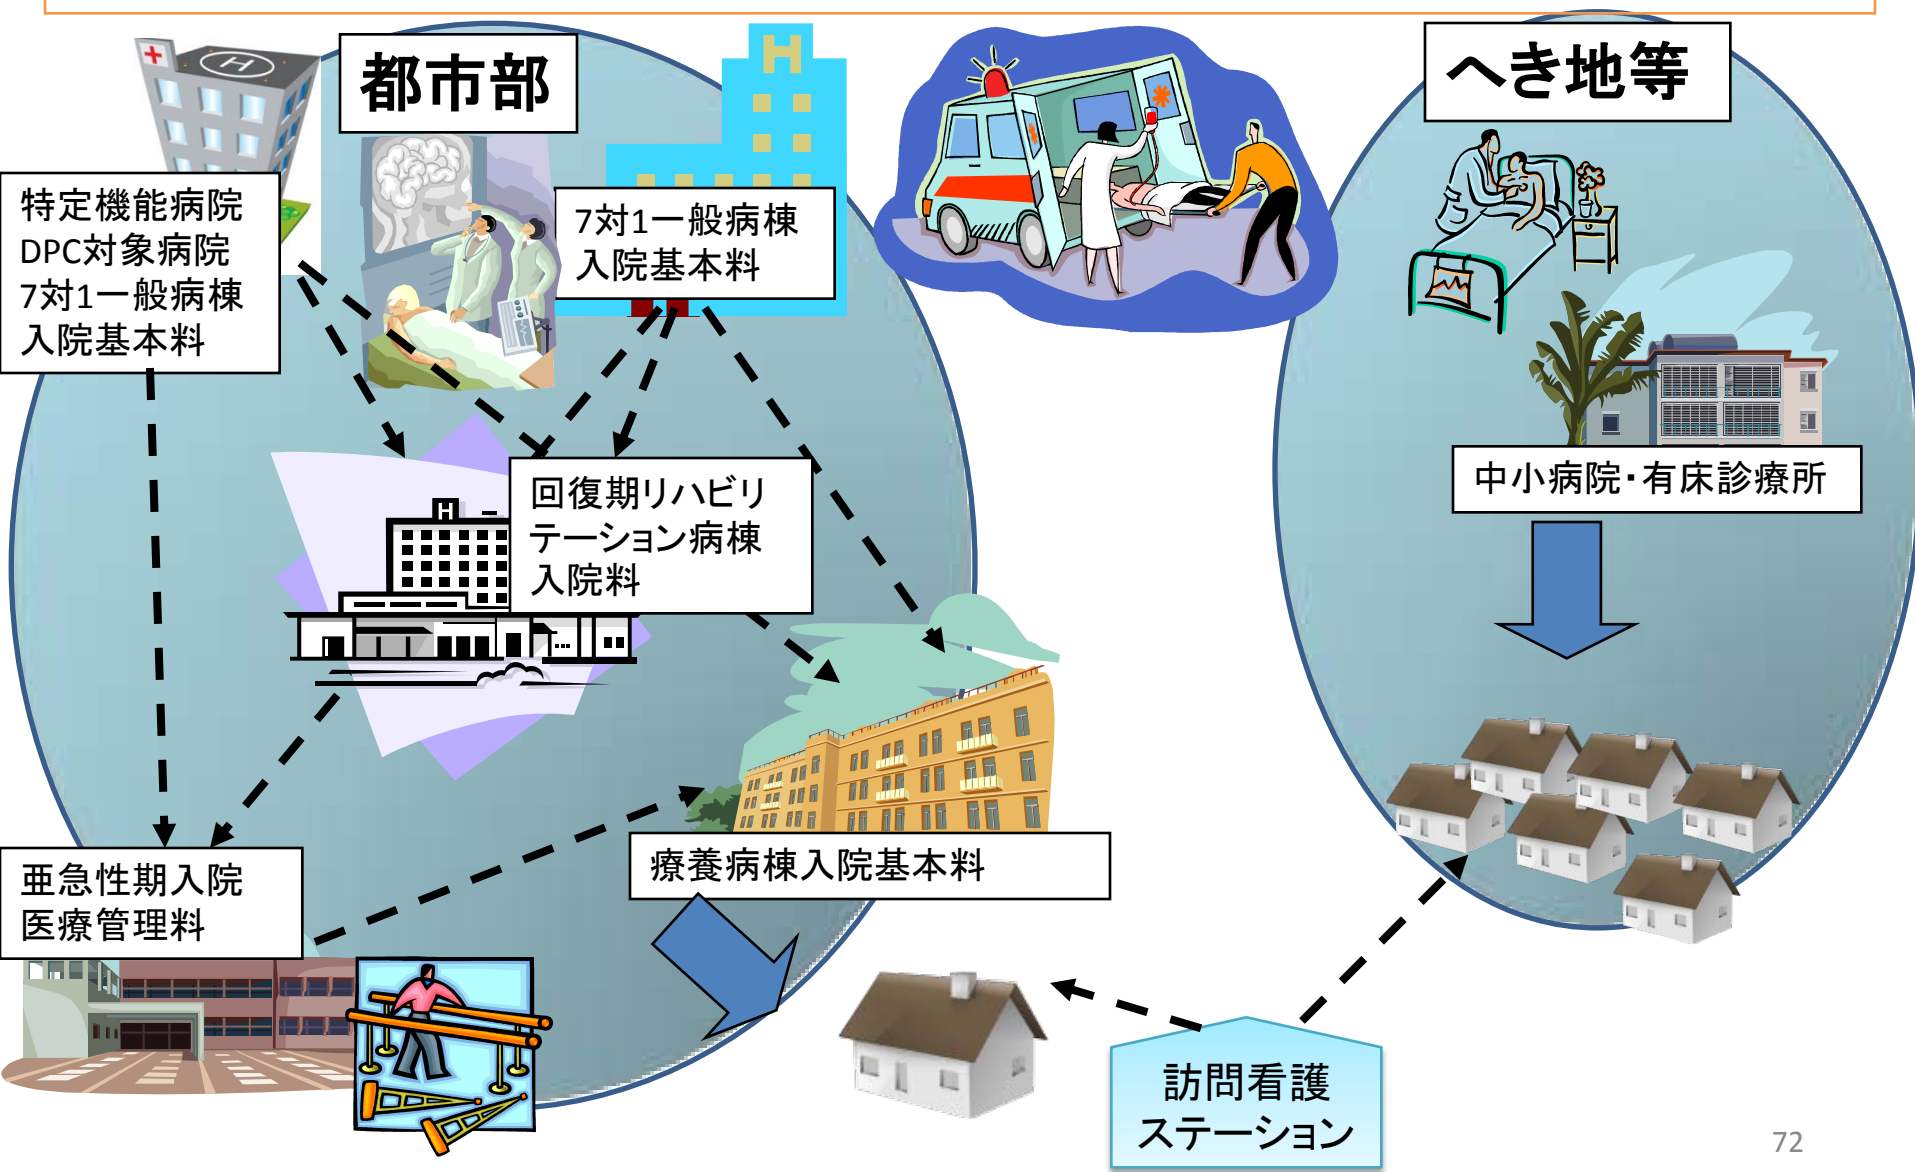 都市部
へき地等
特定機能病院
DPC対象病院
7対1一般病棟
入院基本料
7対1一般病棟
入院基本料
中小病院・有床診療所
回復期リハビリ
テーション病棟
入院料
H
H
H
療養病棟入院基本料
亜急性期入院
医療管理料
訪問看護
ステーション
72